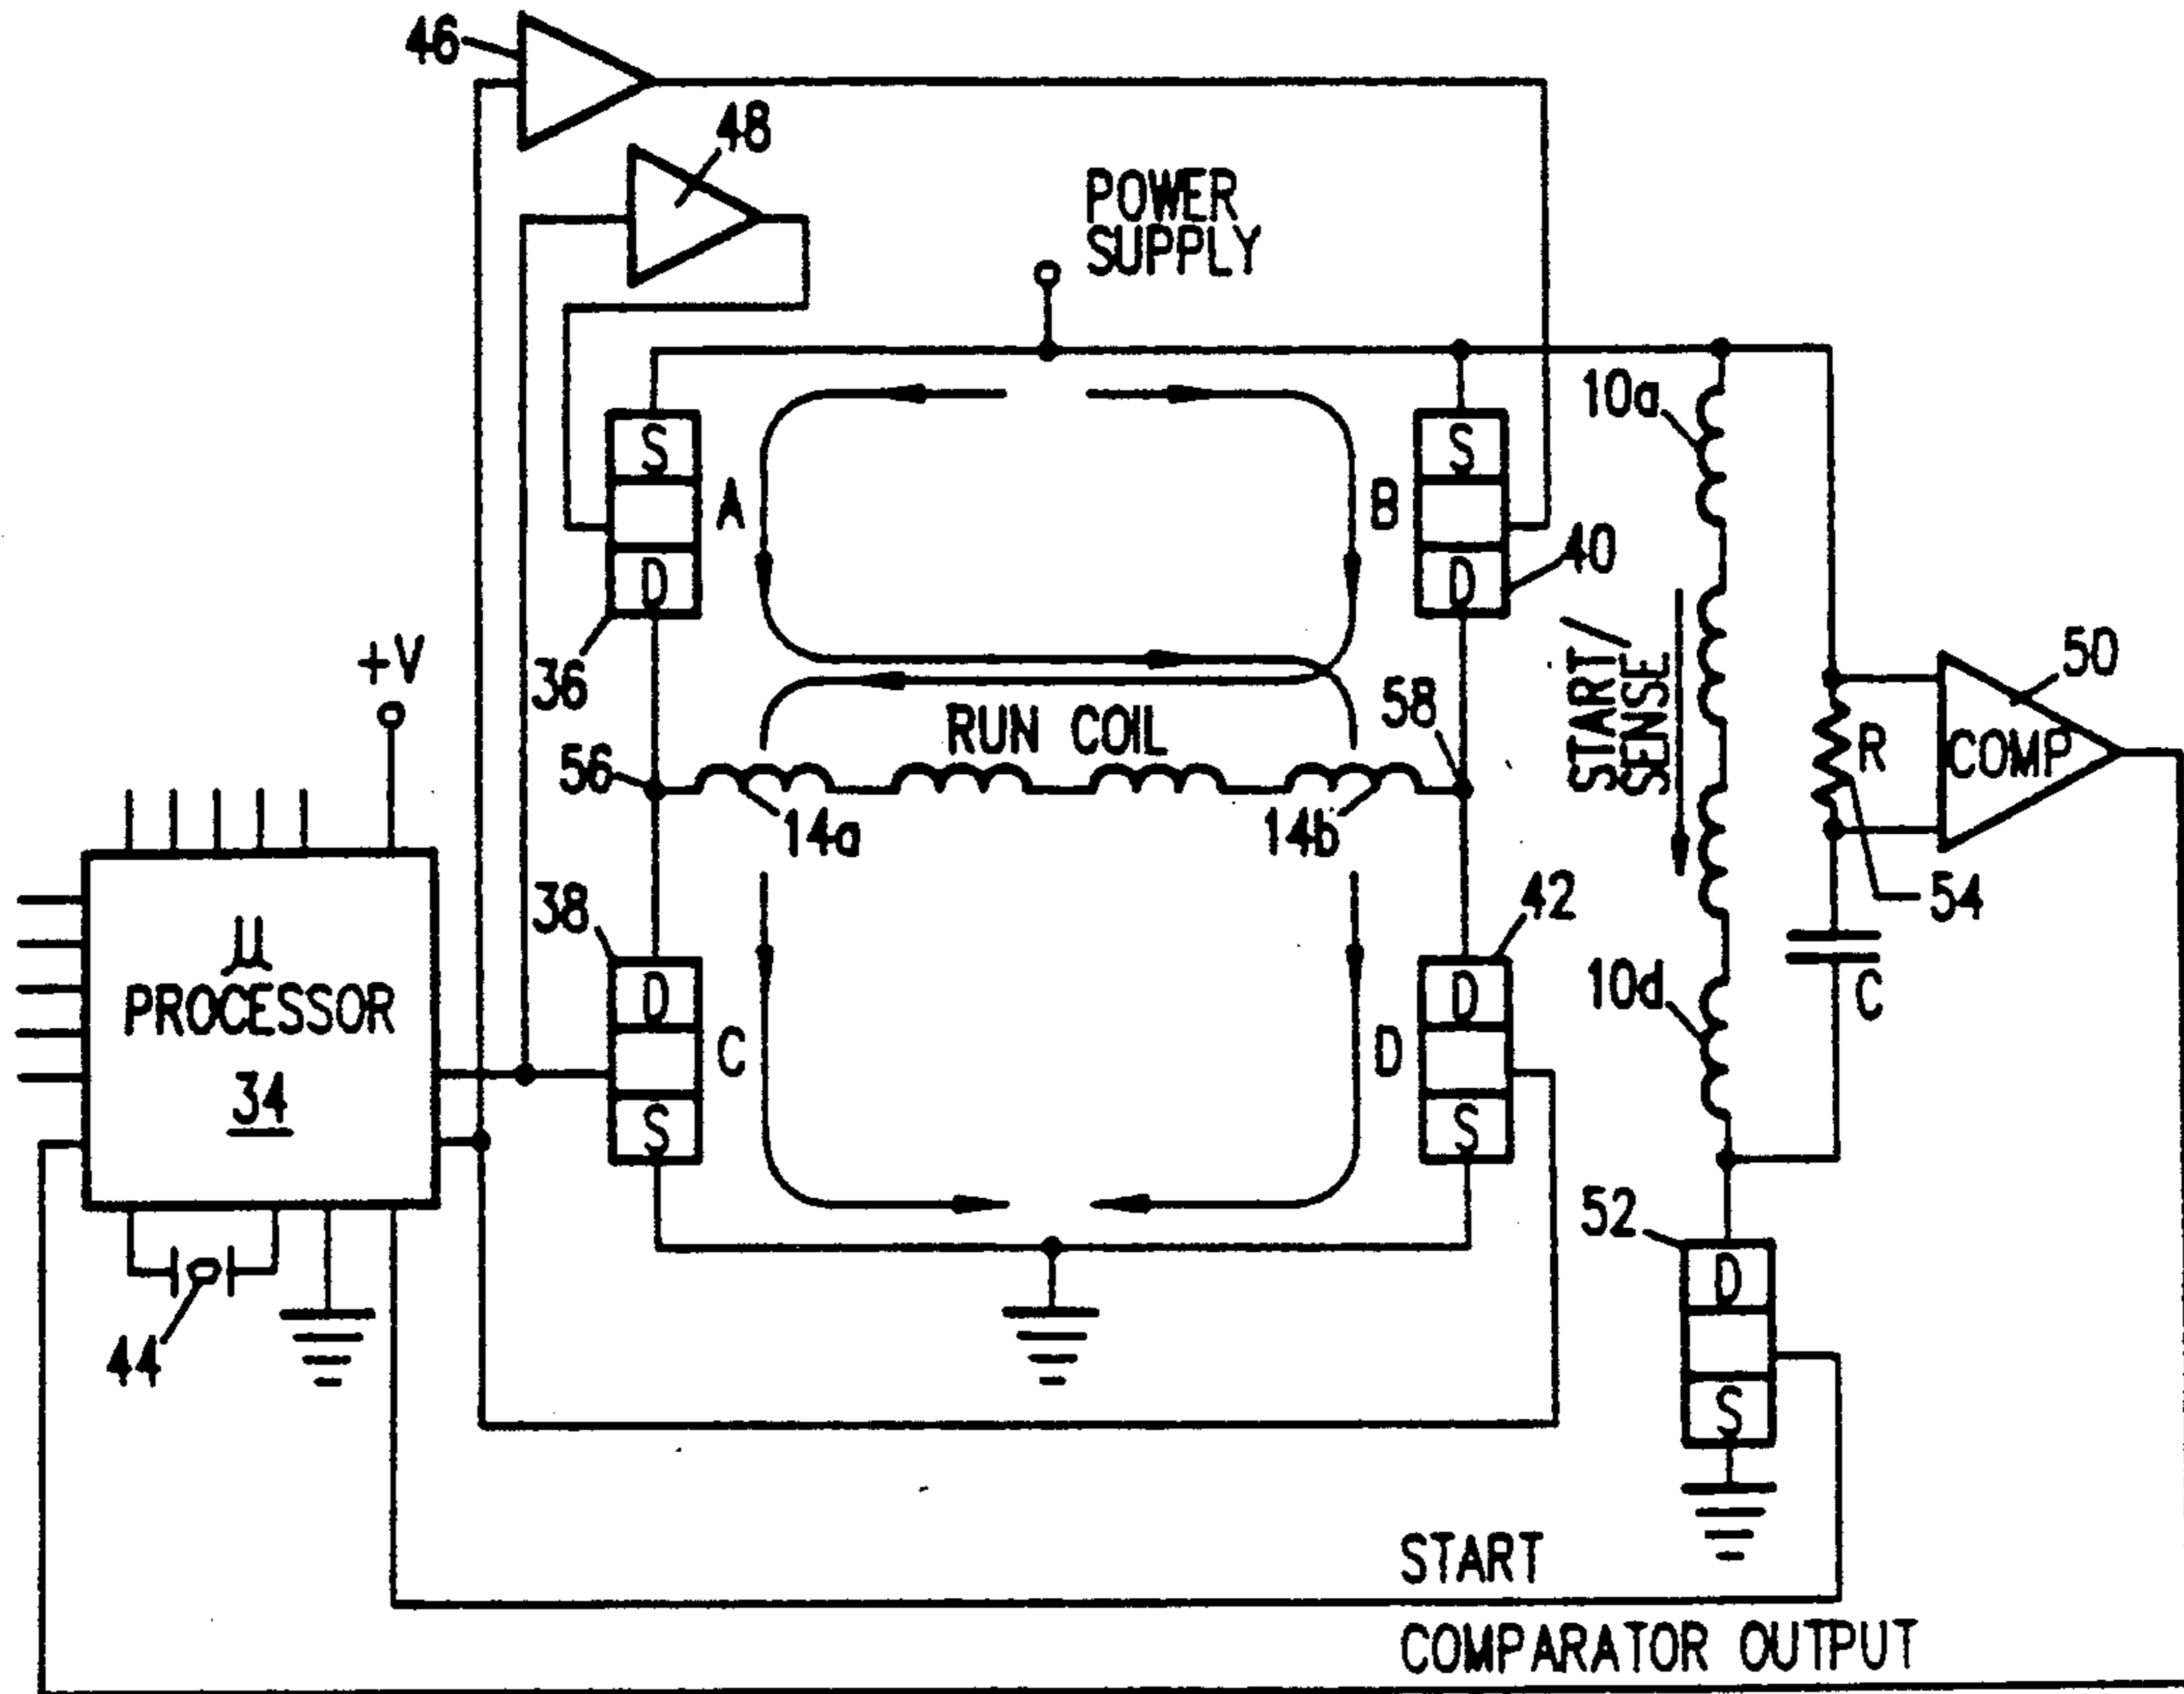 46
48
POWER
SUPPLY
10a
S
A
D
36
B
S
D
40
+V
START/
SENSE
50
R
COMP
RUN COIL
58
56
14a
14b
54
38
42
µ
PROCESSOR
34
D
C
S
D
D
S
10d
C
52
D
S
44
START
COMPARATOR OUTPUT